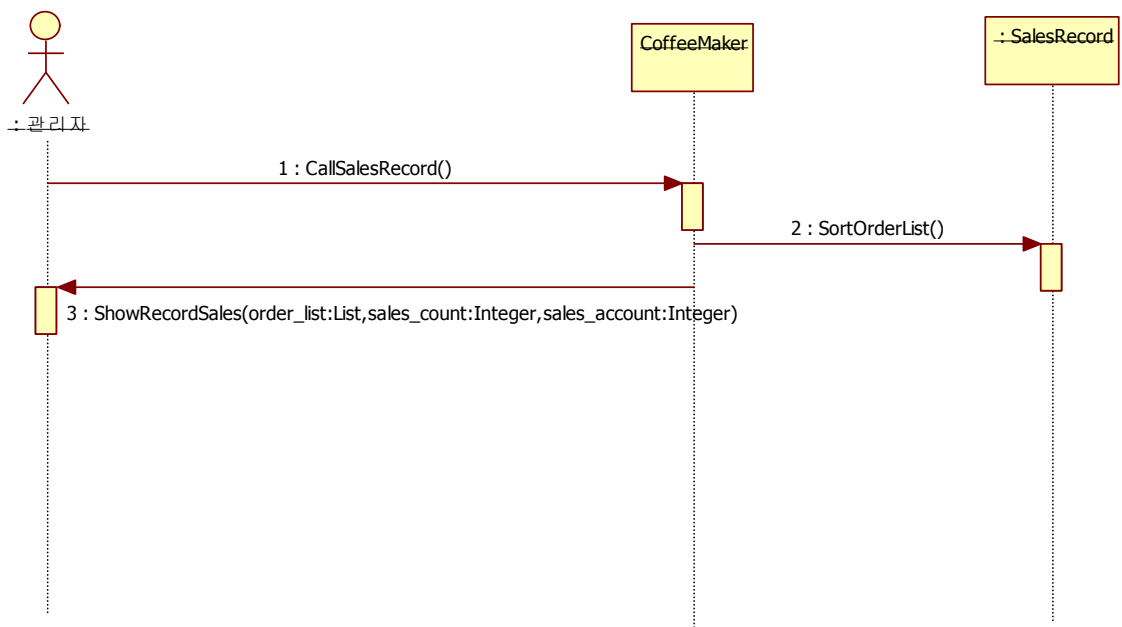 CoffeeMaker
: SalesRecord
: 관리자
1 : CallSalesRecord()
2 : SortOrderList()
3 : ShowRecordSales(order_list:List,sales_count:Integer,sales_account:Integer)